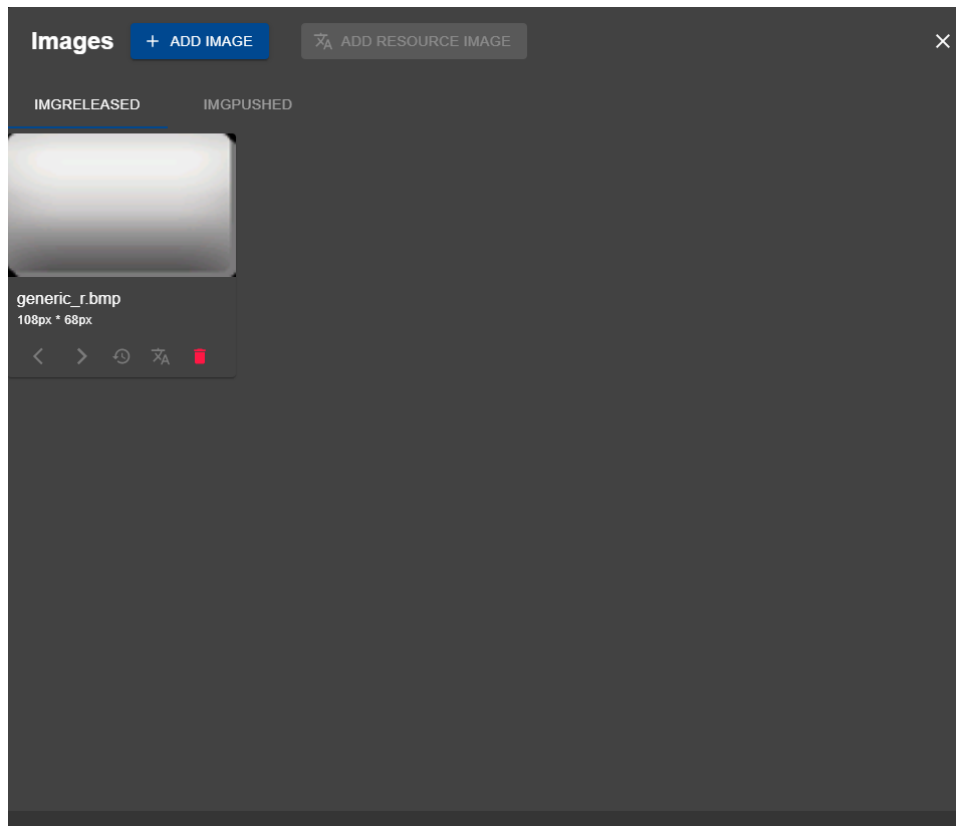 Images
ADD IMAGE
ADD RESOURCE IMAGE
IMGRELEASED
IMGPUSHED
generic_r.bmp
108px * 68px